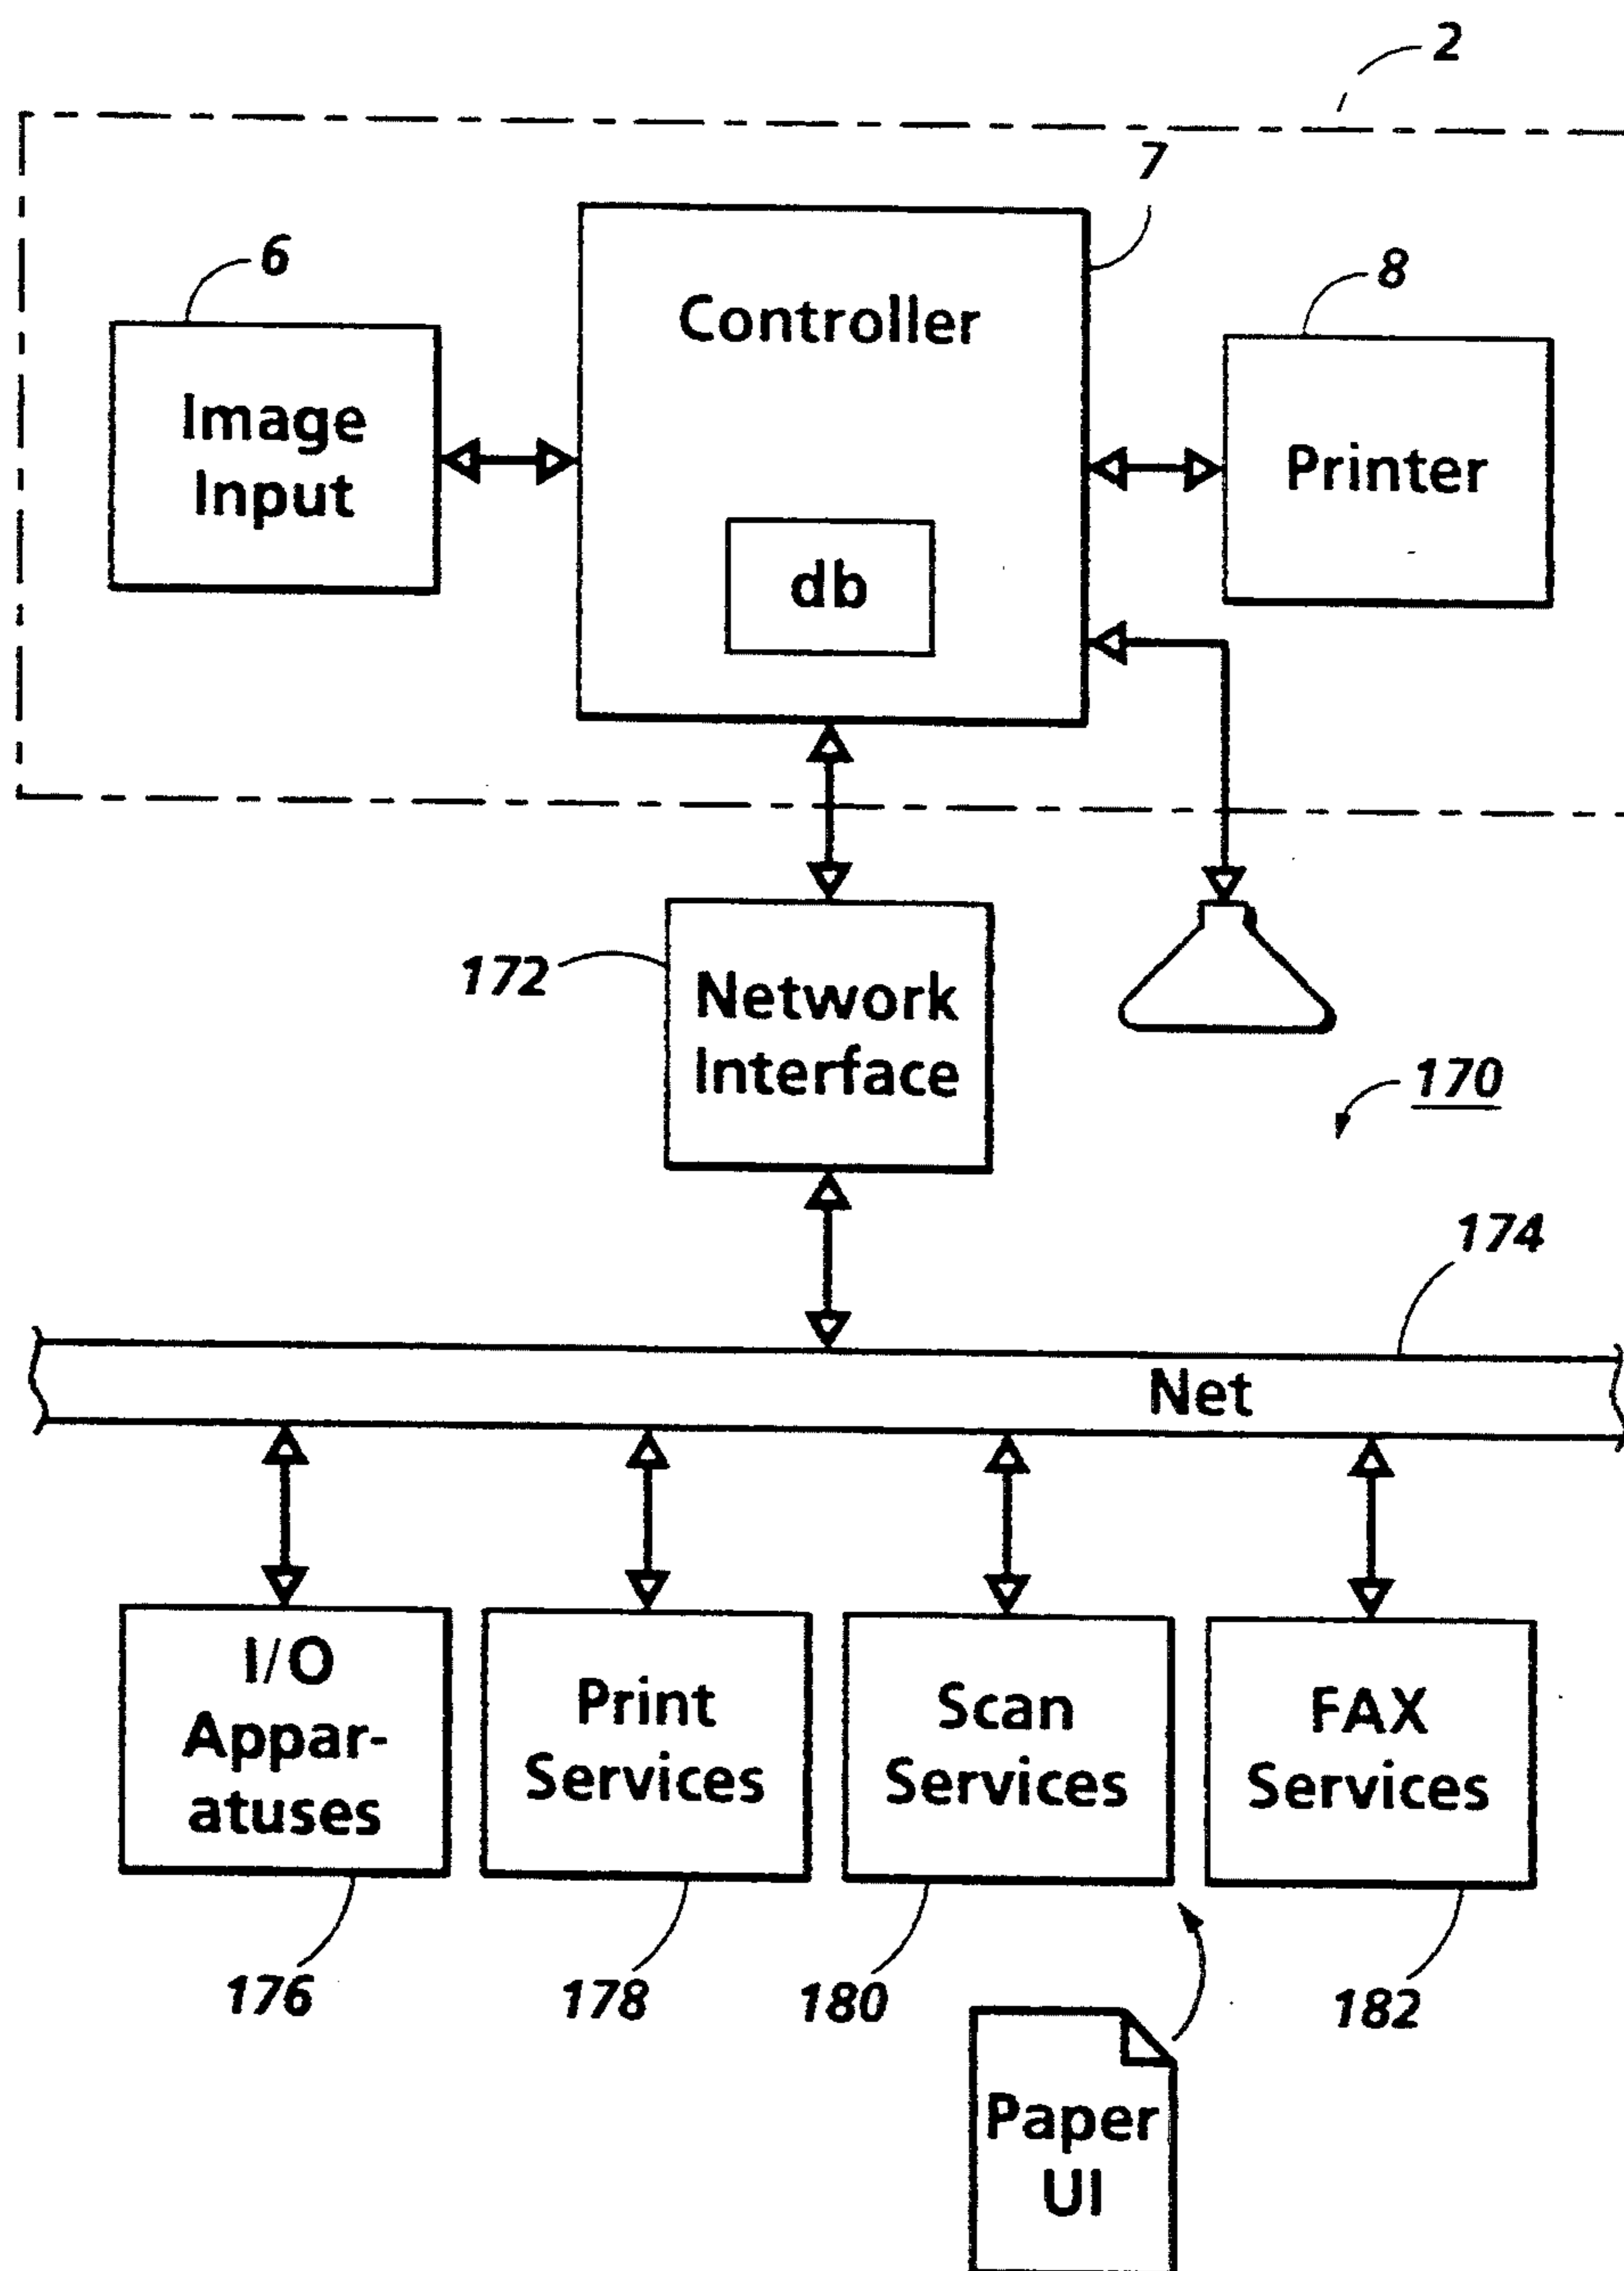 2
7
6
8
Controller
Image
Input
Printer
db
172
Network
Interface
170
174
Net
I/O
Appar-
atuses
Print
Services
Scan
Services
FAX
Services
176
178
180
182
Paper
UI